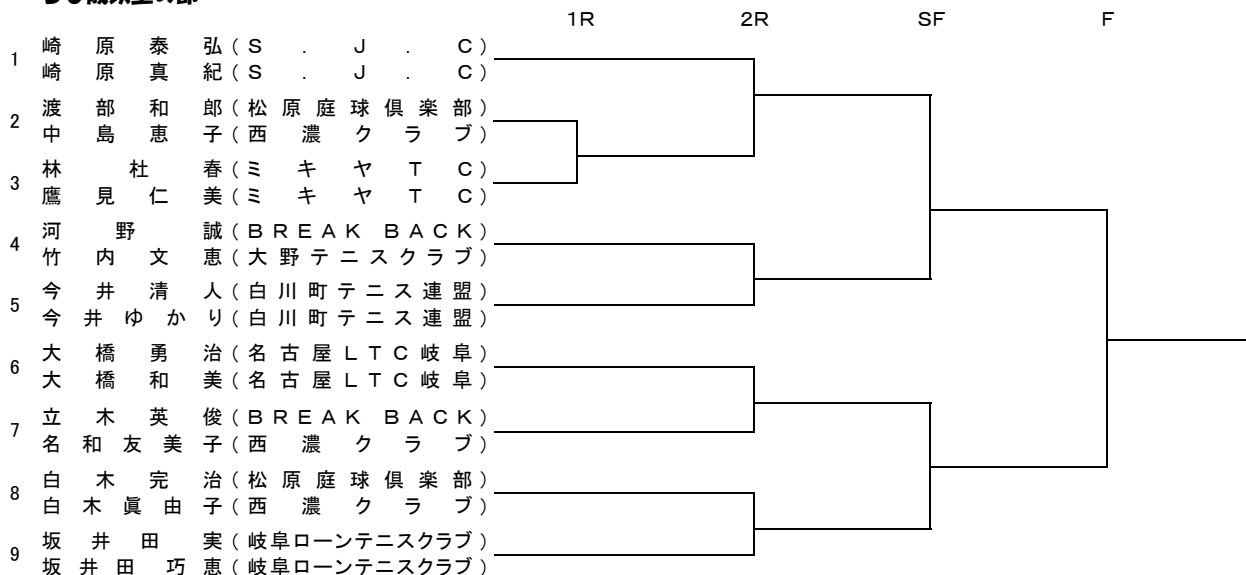 1R 2R SF F
1
崎原泰弘(S.J.C)
崎原真紀(S.J.C)
2
渡部和郎(松原庭球倶楽部)
中島恵子(西濃クラブ)
3
林杜春(ミキヤTC)
鷹見仁美(ミキヤTC)
4
河野誠(BREAK BACK)
竹内文恵(大野テニスクラブ)
5
今井清人(白川町テニス連盟)
今井ゆかり(白川町テニス連盟)
6
大橋勇治(名古屋LTC岐阜)
大橋和美(名古屋LTC岐阜)
7
立木英俊(BREAK BACK)
名和友美子(西濃クラブ)
8
白木完治(松原庭球倶楽部)
白木眞由子(西濃クラブ)
9
坂井田実(岐阜ローンテニスクラブ)
坂井田巧恵(岐阜ローンテニスクラブ)